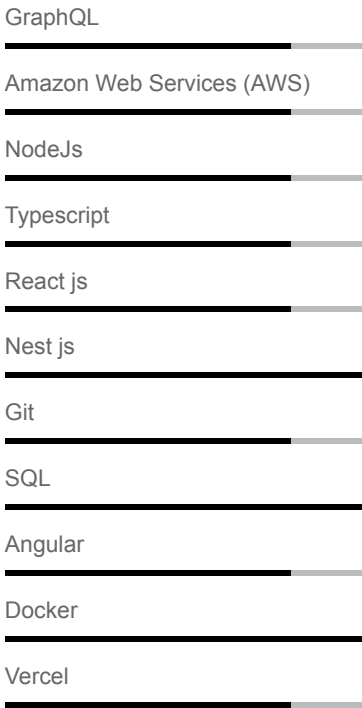 GraphQL
Amazon Web Services (AWS)
NodeJs
Typescript
React js
Nest js
Git
SQL
Angular
Docker
Vercel